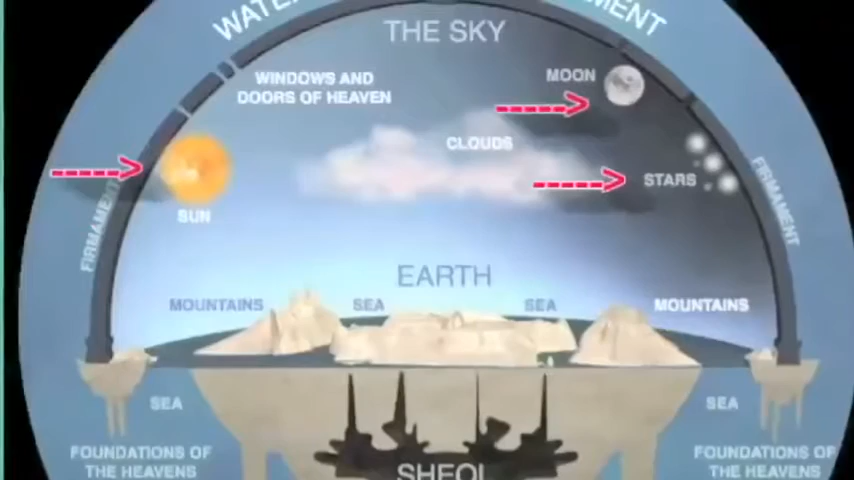 THE SKY
WINDOWS AND
DOORS OF HEAVEN
MOON
CLOUDS
STARS
SUN
FIRMAMENT
FIRMAMENT
EARTH
MOUNTAINS
SEA
SEA
MOUNTAINS
SEA
SEA
FOUNDATIONS OF
THE HEAVENS
FOUNDATIONS OF
THE HEAVENS
SHEOL